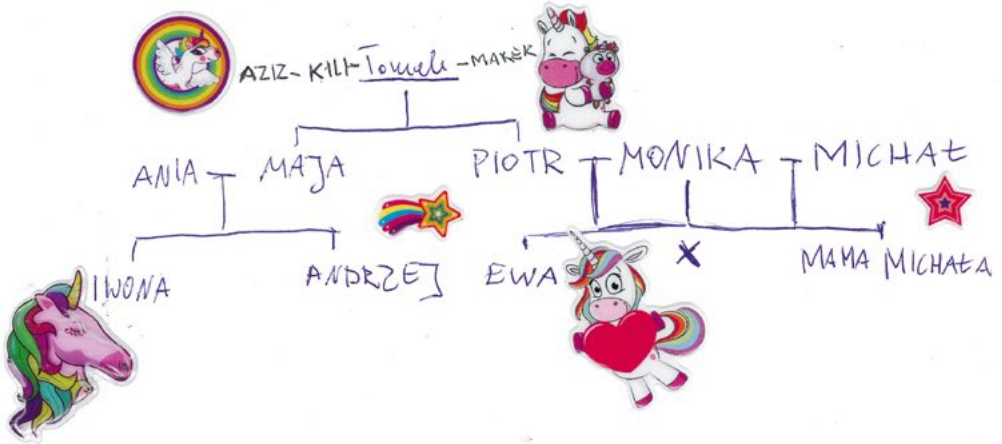 AZIZ - KILI - Tomek - MAREK
ANIA MAJA PIOTR MONIKA MICHAŁ
IWONA ANDRZEJ EWA X MAMA MICHAŁA